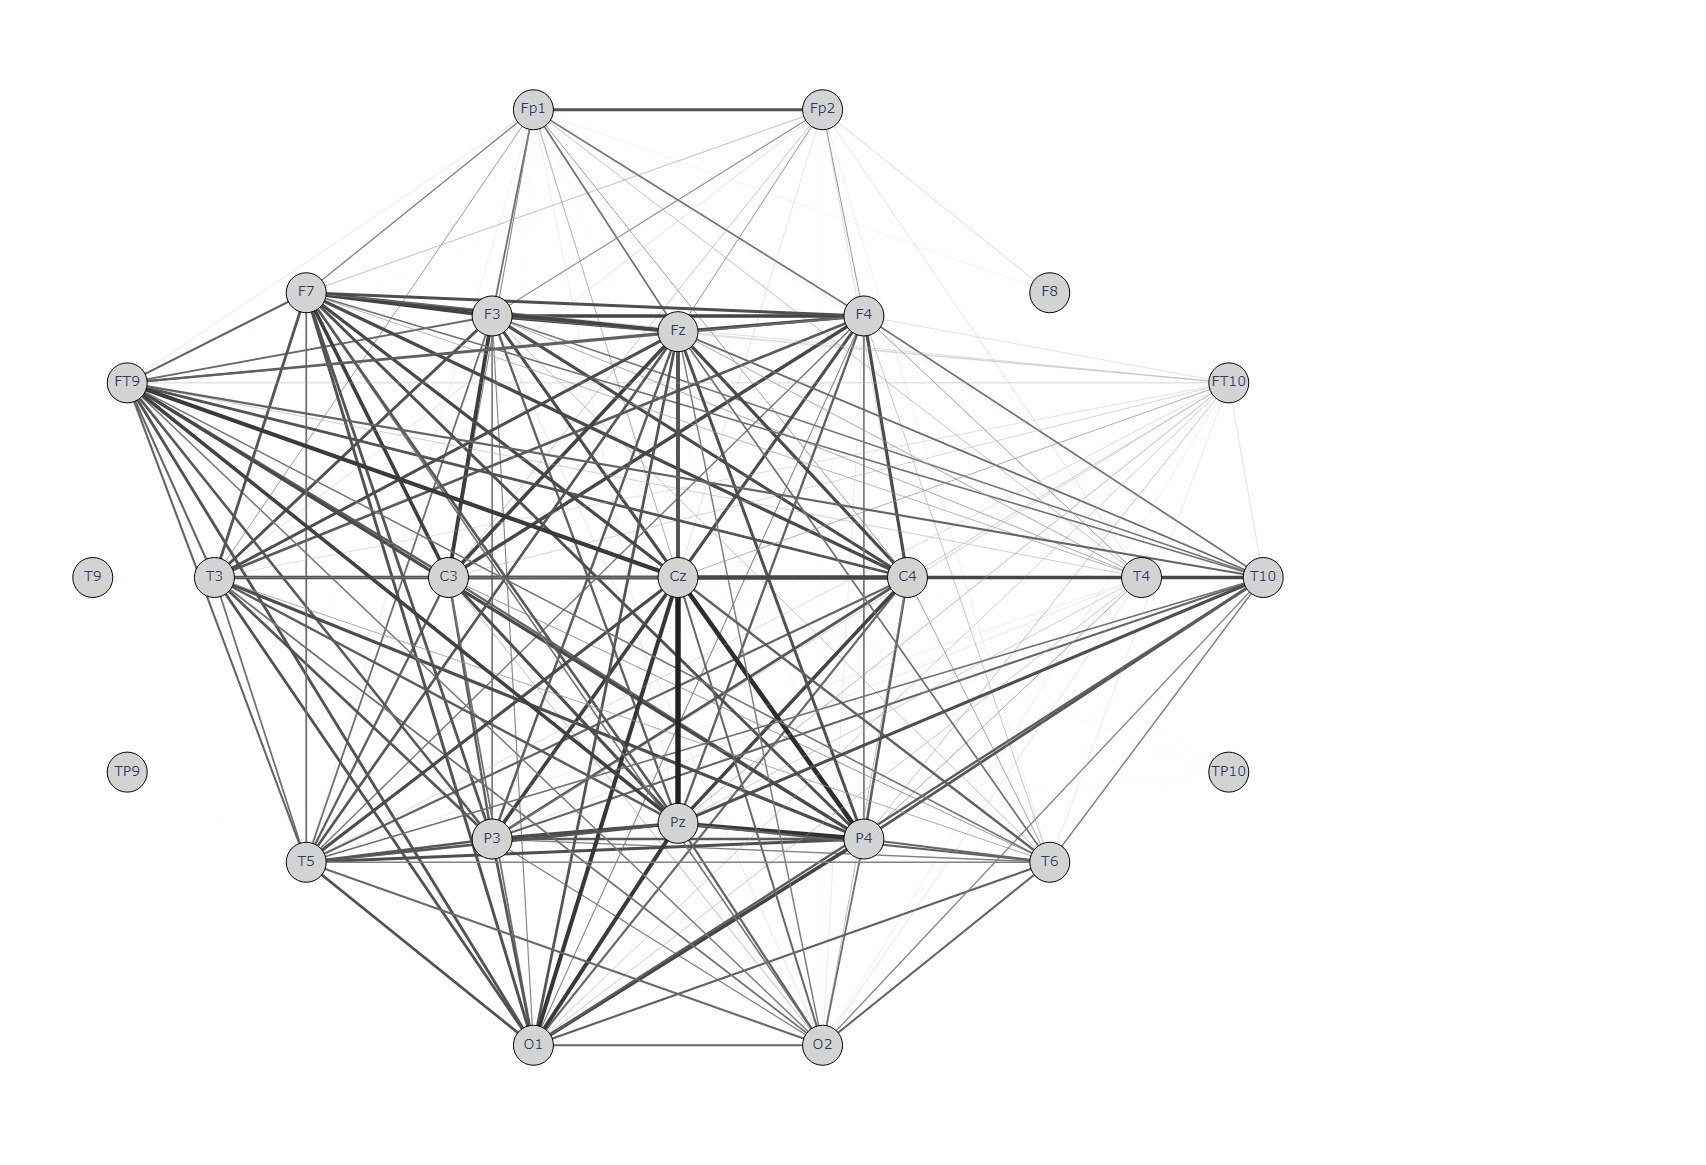 Fp1 Fp2
F7 F3 Fz F4 F8
FT9 FT10
T9 T3 C3 Cz C4 T4 T10
TP9 TP10
T5 P3 Pz P4 T6
O1 O2